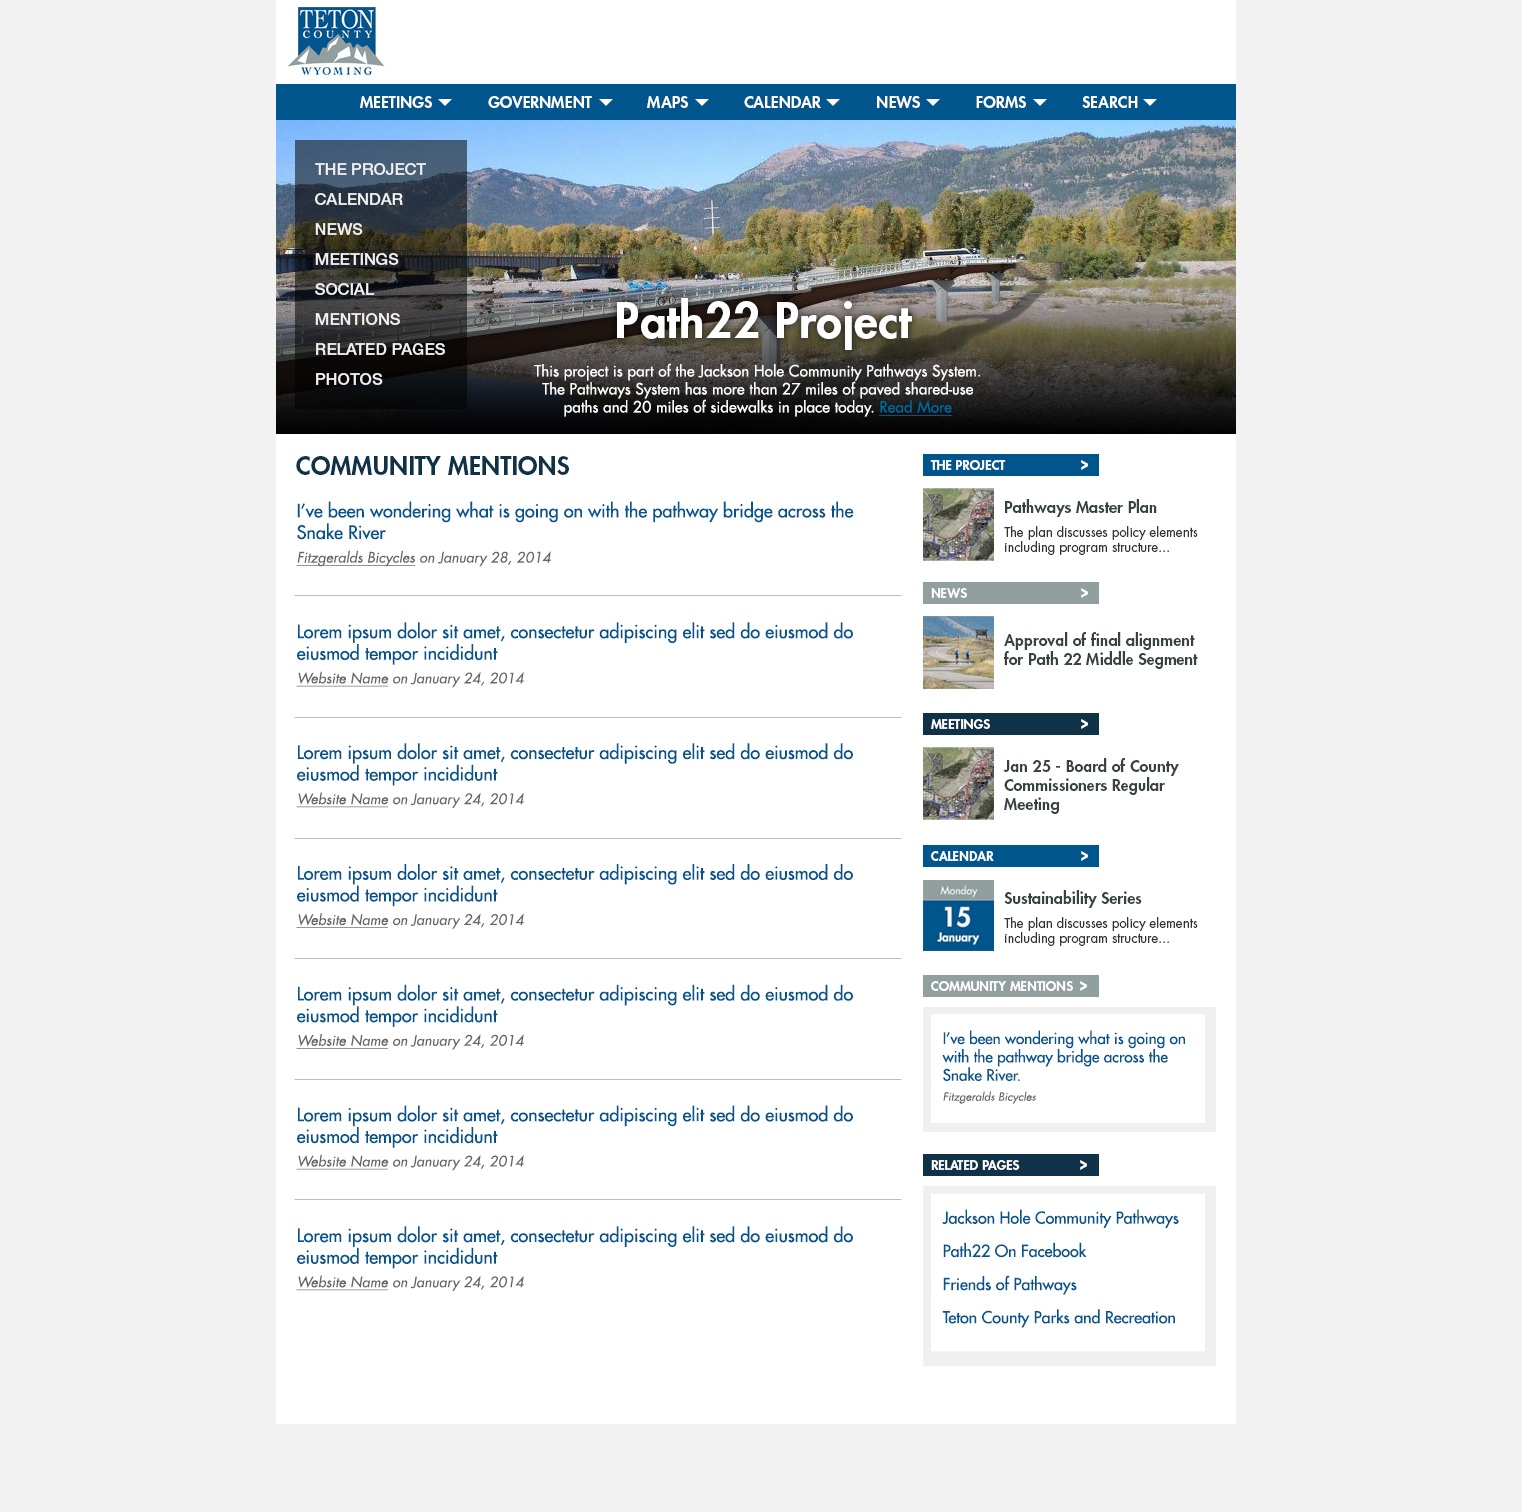 TETON
COUNTY
WYOMING
MEETINGS
GOVERNMENT
MAPS
CALENDAR
NEWS
FORMS
SEARCH
THE PROJECT
CALENDAR
NEWS
MEETINGS
SOCIAL
MENTIONS
RELATED PAGES
PHOTOS
Path22 Project
This project is part of the Jackson Hole Community Pathways System.
The Pathways System has more than 27 miles of paved shared-use
paths and 20 miles of sidewalks in place today. Read More
COMMUNITY MENTIONS
I've been wondering what is going on with the pathway bridge across the
Snake River
Fitzgeralds Bicycles on January 28, 2014
Lorem ipsum dolor sit amet, consectetur adipiscing elit sed do eiusmod do
eiusmod tempor incididunt
Website Name on January 24, 2014
Lorem ipsum dolor sit amet, consectetur adipiscing elit sed do eiusmod do
eiusmod tempor incididunt
Website Name on January 24, 2014
Lorem ipsum dolor sit amet, consectetur adipiscing elit sed do eiusmod do
eiusmod tempor incididunt
Website Name on January 24, 2014
Lorem ipsum dolor sit amet, consectetur adipiscing elit sed do eiusmod do
eiusmod tempor incididunt
Website Name on January 24, 2014
Lorem ipsum dolor sit amet, consectetur adipiscing elit sed do eiusmod do
eiusmod tempor incididunt
Website Name on January 24, 2014
Lorem ipsum dolor sit amet, consectetur adipiscing elit sed do eiusmod do
eiusmod tempor incididunt
Website Name on January 24, 2014
THE PROJECT >
Pathways Master Plan
The plan discusses policy elements
including program structure...
NEWS >
Approval of final alignment
for Path 22 Middle Segment
MEETINGS >
Jan 25 - Board of County
Commissioners Regular
Meeting
CALENDAR >
Monday
15
January
Sustainability Series
The plan discusses policy elements
including program structure...
COMMUNITY MENTIONS >
I've been wondering what is going on
with the pathway bridge across the
Snake River.
Fitzgeralds Bicycles
RELATED PAGES >
Jackson Hole Community Pathways
Path22 On Facebook
Friends of Pathways
Teton County Parks and Recreation